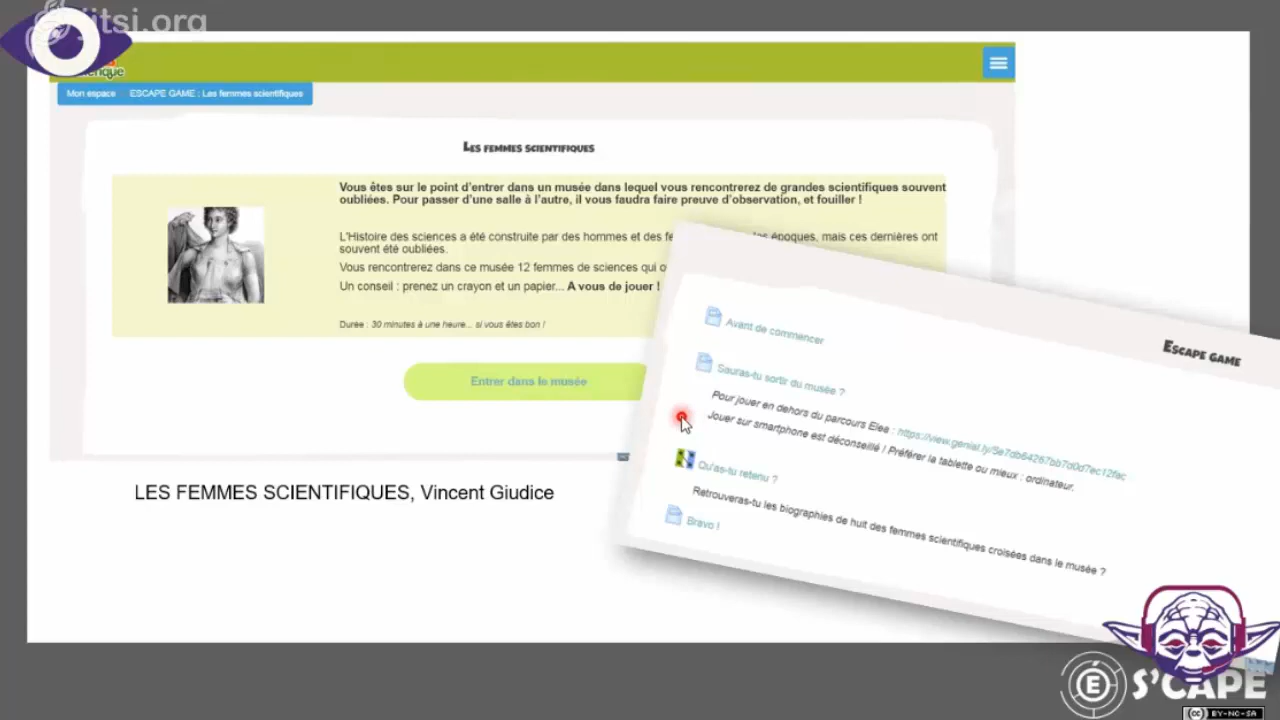 jitsi.org
Mon espace ESCAPE GAME : Les femmes scientifiques
LES FEMMES SCIENTIFIQUES
Vous êtes sur le point d'entrer dans un musée dans lequel vous rencontrerez de grandes scientifiques souvent
oubliées. Pour passer d'une salle à l'autre, il vous faudra faire preuve d'observation, et fouiller !
L'Histoire des sciences a été construite par des hommes et des époques, mais ces dernières ont
souvent été oubliées.
Vous rencontrerez dans ce musée 12 femmes de sciences qui
Un conseil : prenez un crayon et un papier... A vous de jouer !
Durée : 30 minutes à une heure... si vous êtes bon !
Entrer dans le musée
LES FEMMES SCIENTIFIQUES, Vincent Giudice
ESCAPE GAME
Avant de commencer
Sauras-tu sortir du musée ?
Pour jouer en dehors du parcours Elea : https://view.genial.ly/5e7db64267bb7d0d7ec12fac
Jouer sur smartphone est déconseillé ! Préférer la tablette ou mieux : ordinateur.
Qu'as-tu retenu ?
Retrouveras-tu les biographies de huit des femmes scientifiques croisées dans le musée ?
Bravo !
S'CAPE
BY-NC-SA